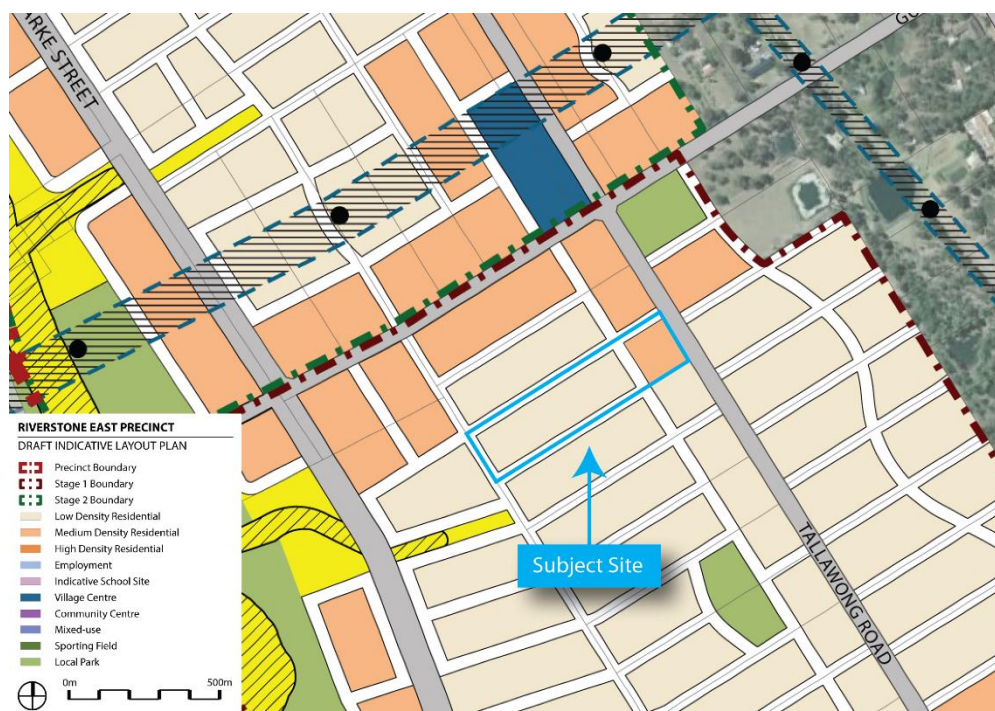 ARKE STREET
GO
TALLAWONG ROAD
Subject Site
RIVERSTONE EAST PRECINCT
DRAFT INDICATIVE LAYOUT PLAN
Precinct Boundary
Stage 1 Boundary
Stage 2 Boundary
Low Density Residential
Medium Density Residential
High Density Residential
Employment
Indicative School Site
Village Centre
Community Centre
Mixed-use
Sporting Field
Local Park
0m 500m